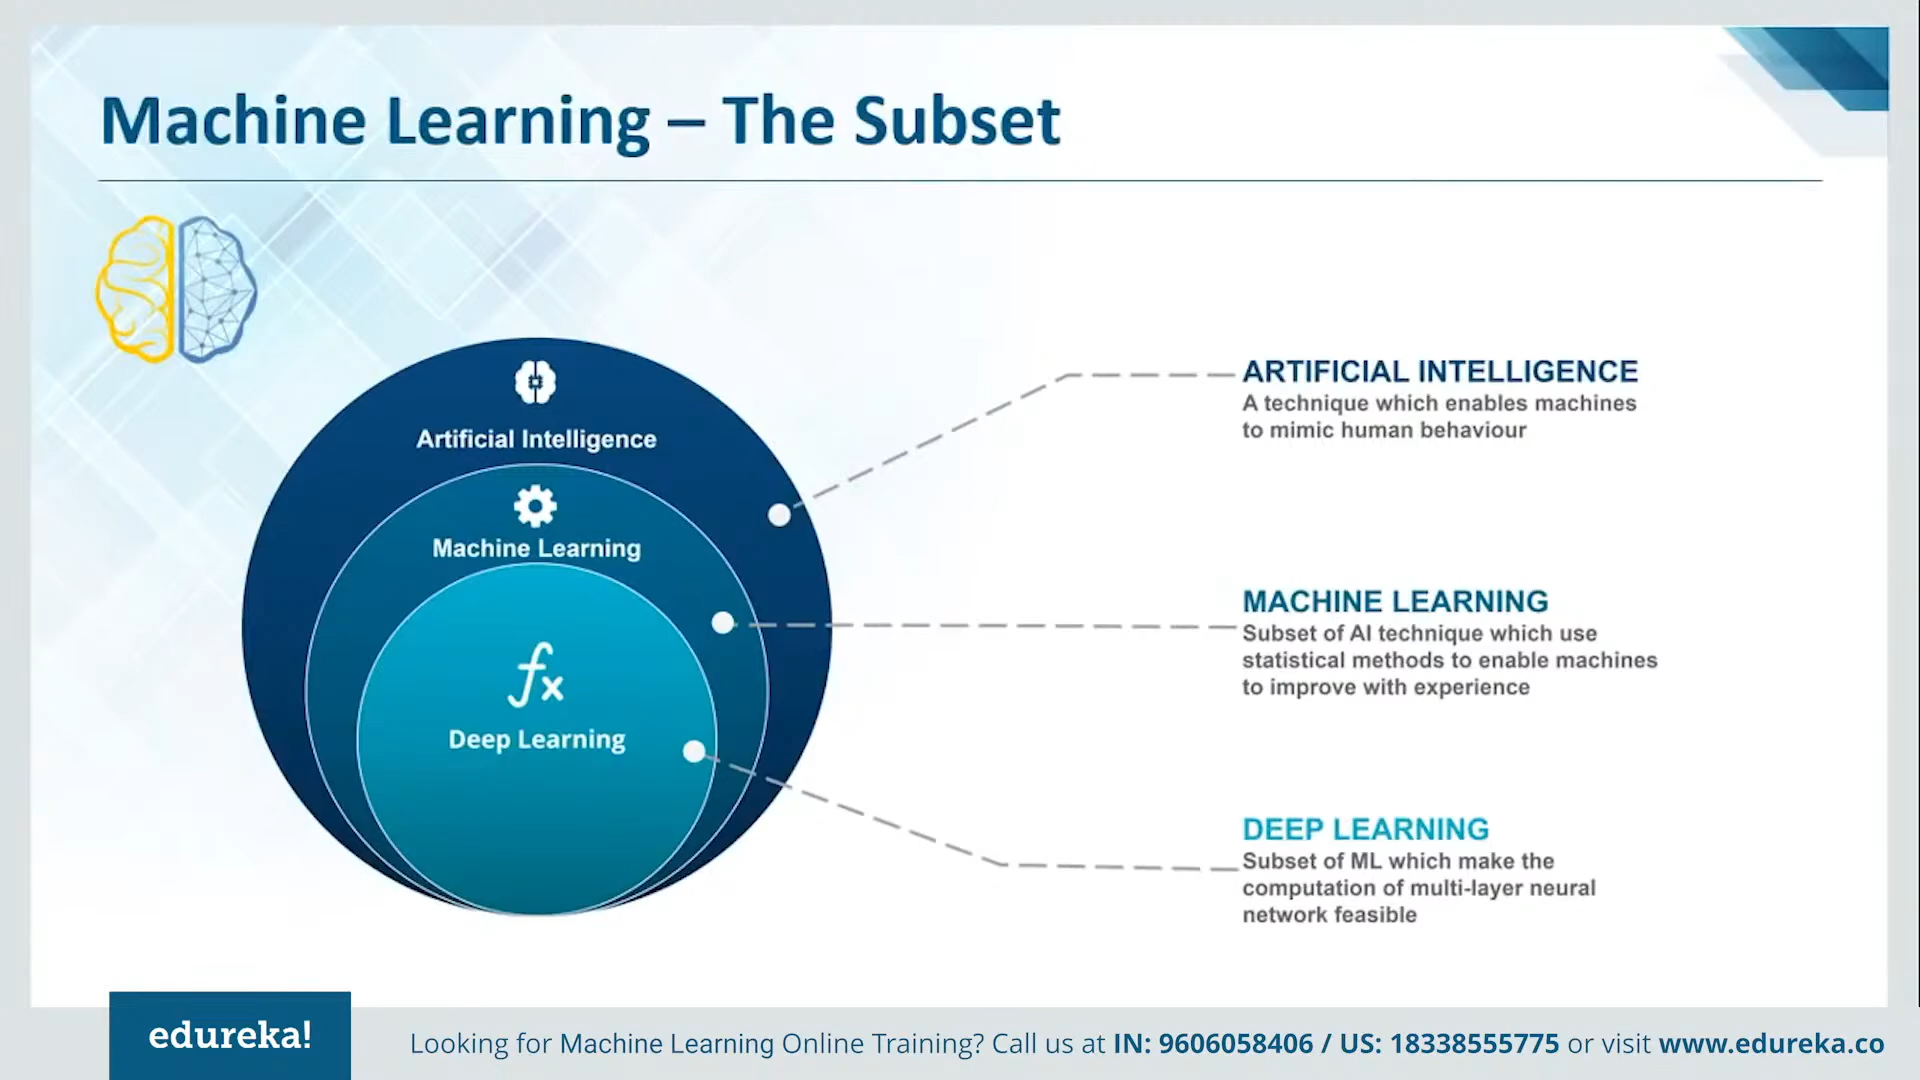 Machine Learning – The Subset
Artificial Intelligence
Machine Learning
fx
Deep Learning
ARTIFICIAL INTELLIGENCE
A technique which enables machines
to mimic human behaviour
MACHINE LEARNING
Subset of AI technique which use
statistical methods to enable machines
to improve with experience
DEEP LEARNING
Subset of ML which make the
computation of multi-layer neural
network feasible
edureka!
Looking for Machine Learning Online Training? Call us at IN: 9606058406 / US: 18338555775 or visit www.edureka.co